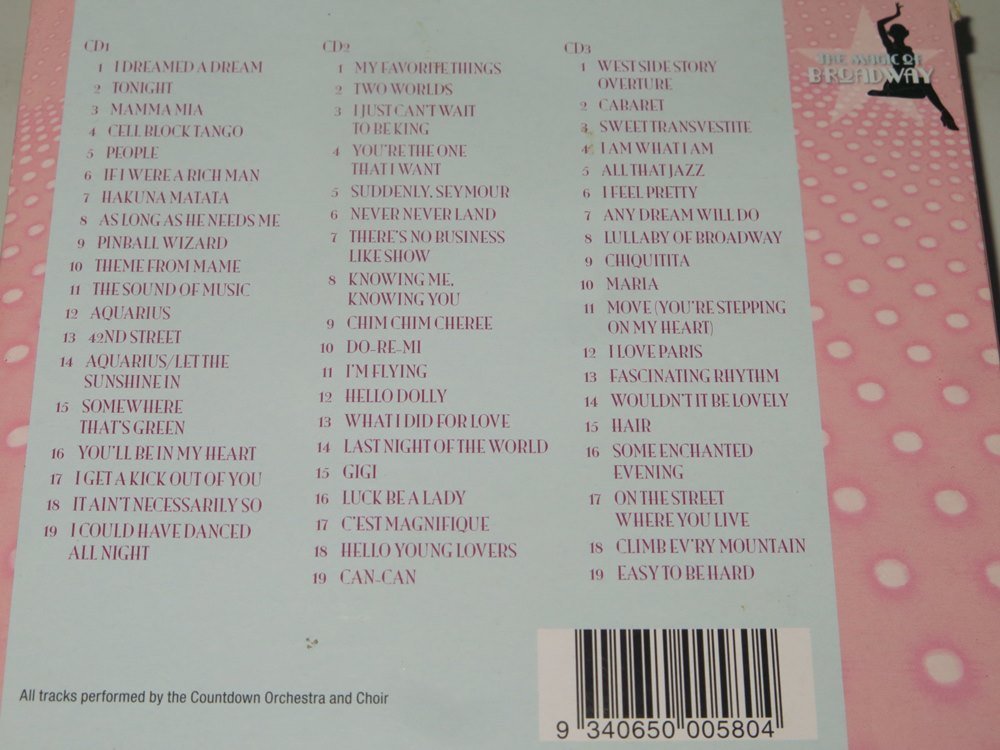 CD1
1 I DREAMED A DREAM
2 TONIGHT
3 MAMMA MIA
4 CELL BLOCK TANGO
5 PEOPLE
6 IF I WERE A RICH MAN
7 HAKUNA MATATA
8 AS LONG AS HE NEEDS ME
9 PINBALL WIZARD
10 THEME FROM MAME
11 THE SOUND OF MUSIC
12 AQUARIUS
13 42ND STREET
14 AQUARIUS/LET THE
SUNSHINE IN
15 SOMEWHERE
THAT'S GREEN
16 YOU'LL BE IN MY HEART
17 I GET A KICK OUT OF YOU
18 IT AIN'T NECESSARILY SO
19 I COULD HAVE DANCED
ALL NIGHT
CD2
1 MY FAVORITE THINGS
2 TWO WORLDS
3 I JUST CAN'T WAIT
TO BE KING
4 YOU'RE THE ONE
THAT I WANT
5 SUDDENLY, SEYMOUR
6 NEVER NEVER LAND
7 THERE'S NO BUSINESS
LIKE SHOW
8 KNOWING ME,
KNOWING YOU
9 CHIM CHIM CHEREE
10 DO-RE-MI
11 I'M FLYING
12 HELLO DOLLY
13 WHAT I DID FOR LOVE
14 LAST NIGHT OF THE WORLD
15 GIGI
16 LUCK BE A LADY
17 C'EST MAGNIFIQUE
18 HELLO YOUNG LOVERS
19 CAN-CAN
CD3
1 WEST SIDE STORY
OVERTURE
2 CABARET
3 SWEET TRANSVESTITE
4 I AM WHAT I AM
5 ALL THAT JAZZ
6 I FEEL PRETTY
7 ANY DREAM WILL DO
8 LULLABY OF BROADWAY
9 CHIQUITITA
10 MARIA
11 MOVE (YOU'RE STEPPING
ON MY HEART)
12 I LOVE PARIS
13 FASCINATING RHYTHM
14 WOULDN'T IT BE LOVELY
15 HAIR
16 SOME ENCHANTED
EVENING
17 ON THE STREET
WHERE YOU LIVE
18 CLIMB EV'RY MOUNTAIN
19 EASY TO BE HARD
THE MAGIC OF
BROADWAY
All tracks performed by the Countdown Orchestra and Choir
9 340650 005804